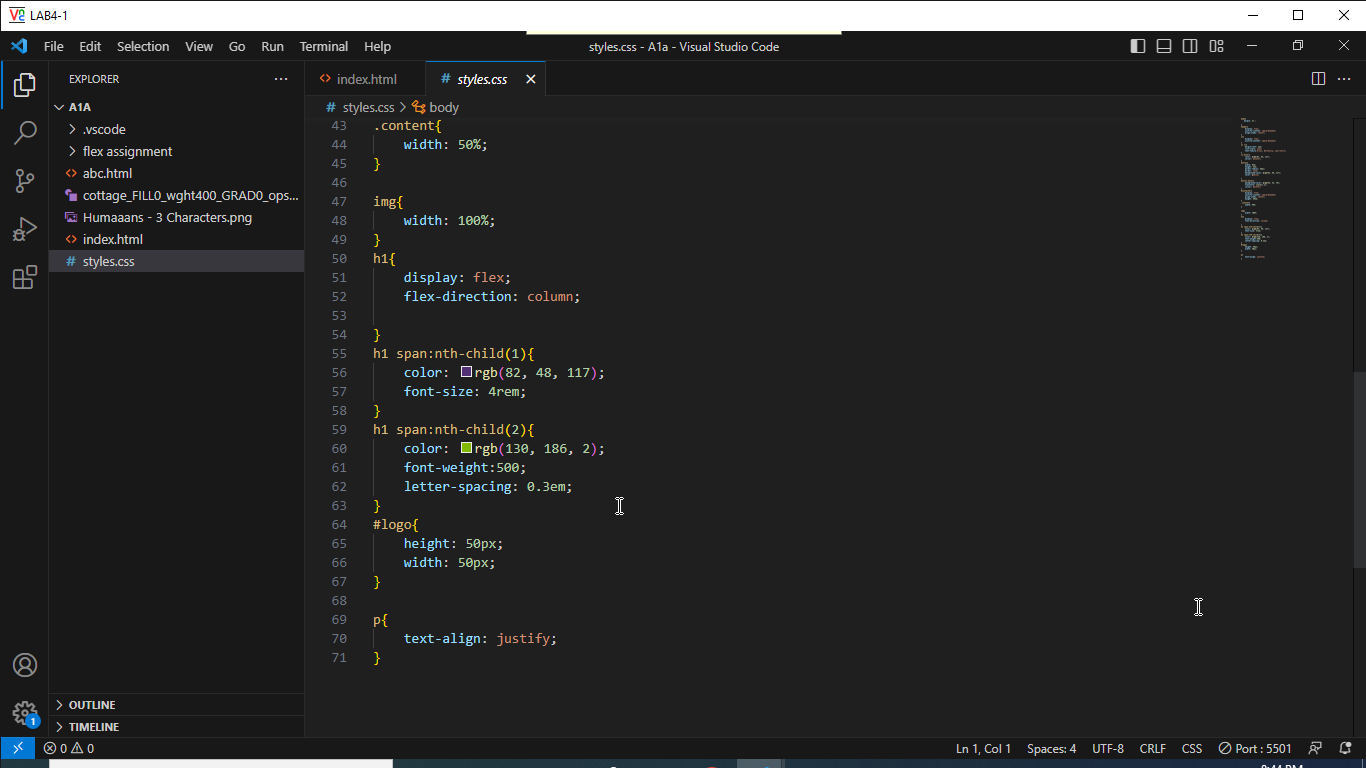 LAB4-1
File Edit Selection View Go Run Terminal Help styles.css - A1a - Visual Studio Code
EXPLORER
A1A
.vscode
flex assignment
abc.html
cottage_FILL0_wght400_GRAD0_ops...
Humaaans - 3 Characters.png
index.html
styles.css
OUTLINE
TIMELINE
index.html styles.css
styles.css > body
43 .content{
44 width: 50%;
45 }
46
47 img{
48 width: 100%;
49 }
50 h1{
51 display: flex;
52 flex-direction: column;
53
54 }
55 h1 span:nth-child(1){
56 color: rgb(82, 48, 117);
57 font-size: 4rem;
58 }
59 h1 span:nth-child(2){
60 color: rgb(130, 186, 2);
61 font-weight:500;
62 letter-spacing: 0.3em;
63 }
64 #logo{
65 height: 50px;
66 width: 50px;
67 }
68
69 p{
70 text-align: justify;
71 }
1
0 0 Ln 1, Col 1 Spaces: 4 UTF-8 CRLF CSS Port : 5501